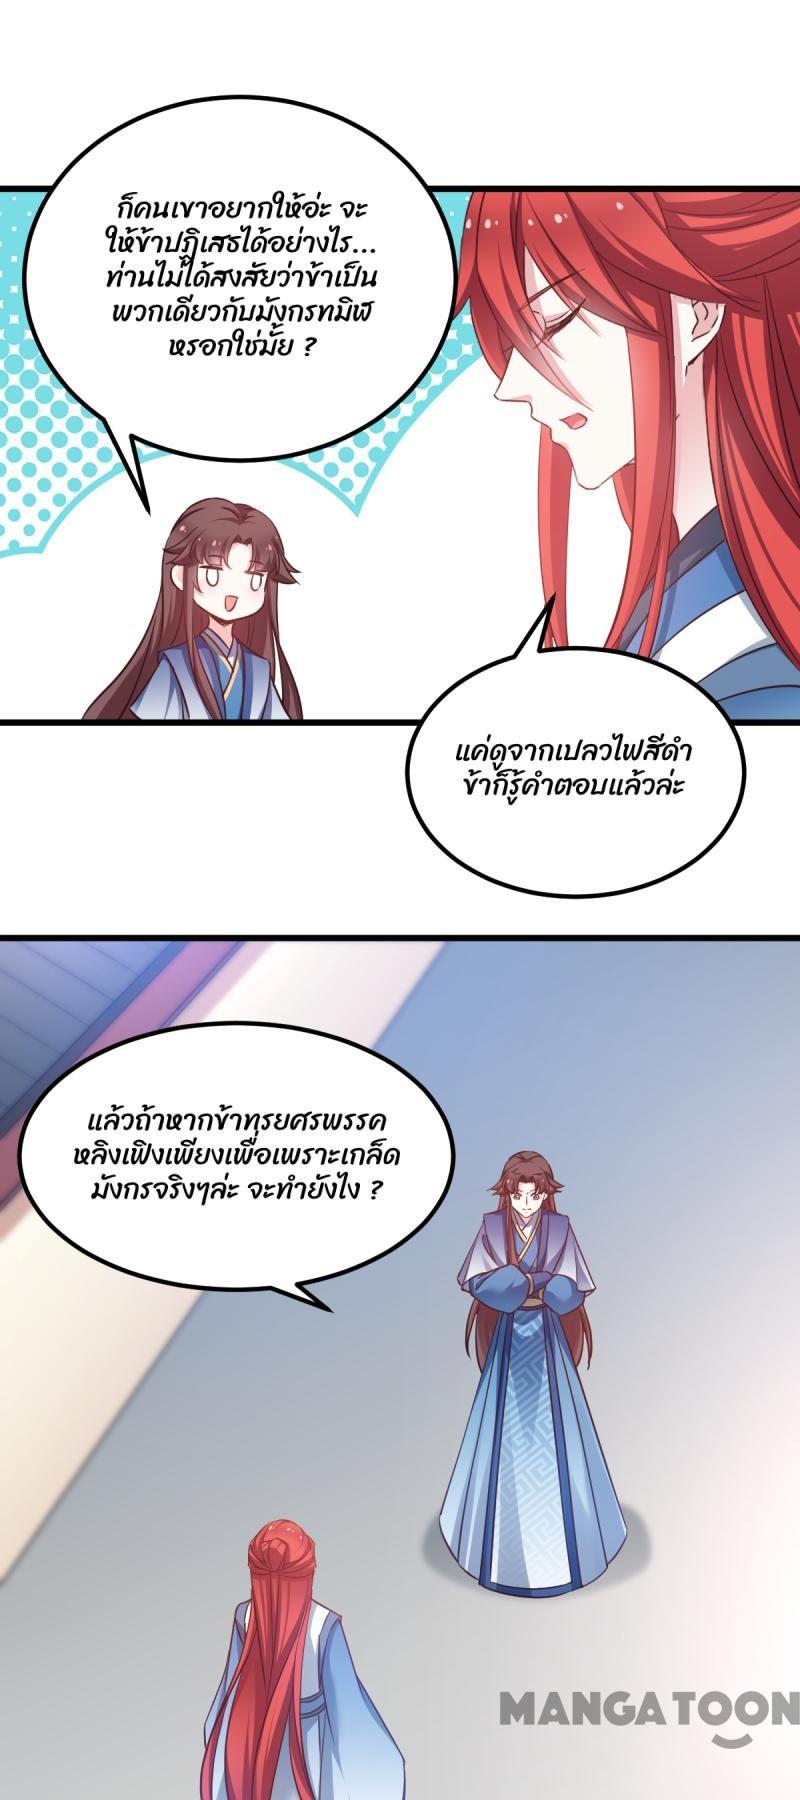 ก็คนเขาอยากให้อ่ะ จะ
ให้ข้าปฏิเสธได้อย่างไร...
ท่านไม่ได้สงสัยว่าข้าเป็น
พวกเดียวกับมังกรทมิฬ
หรอกใช่มั้ย ?
แค่ดูจากเปลวไฟสีดำ
ข้าก็รู้คำตอบแล้วล่ะ
แล้วถ้าหากข้าทรยศพรรค
หลิงเฟิงเพียงเพื่อเพราะเกล็ด
มังกรจริงๆล่ะ จะทำยังไง ?
MANGATOON